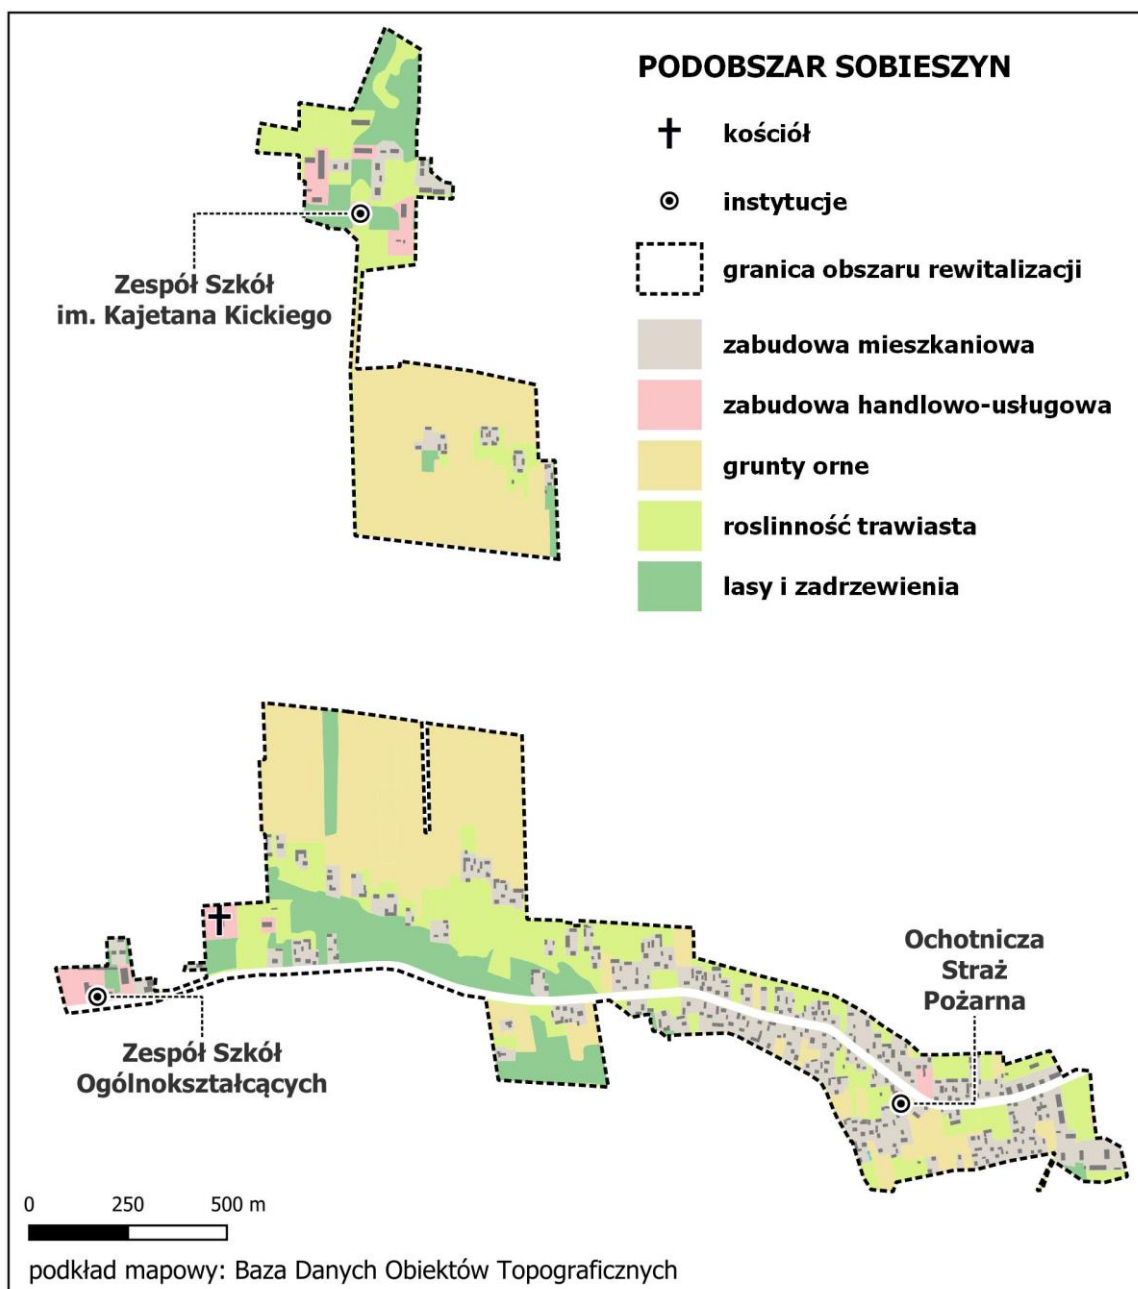 PODOBSZAR SOBIESZYN
kościół
instytucje
granica obszaru rewitalizacji
zabudowa mieszkaniowa
zabudowa handlowo-usługowa
grunty orne
roslinność trawiasta
lasy i zadrzewienia
Zespół Szkół
im. Kajetana Kickiego
Ochotnicza
Straż
Pożarna
Zespół Szkół
Ogólnokształcących
0 250 500 m
podkład mapowy: Baza Danych Obiektów Topograficznych